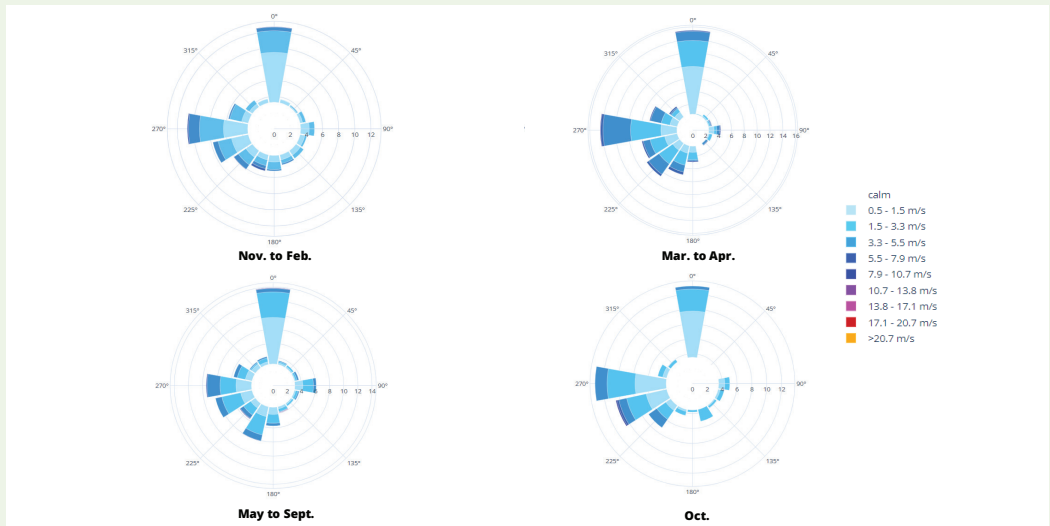 0°
45°
90°
135°
180°
225°
270°
315°
0 2 4 6 8 10 12
Nov. to Feb.
0°
45°
90°
135°
180°
225°
270°
315°
0 2 4 6 8 10 12 14 16
Mar. to Apr.
calm
0.5 - 1.5 m/s
1.5 - 3.3 m/s
3.3 - 5.5 m/s
5.5 - 7.9 m/s
7.9 - 10.7 m/s
10.7 - 13.8 m/s
13.8 - 17.1 m/s
17.1 - 20.7 m/s
>20.7 m/s
0°
45°
90°
135°
180°
225°
270°
315°
0 2 4 6 8 10 12 14
May to Sept.
0°
45°
90°
135°
180°
225°
270°
315°
0 2 4 6 8 10 12
Oct.